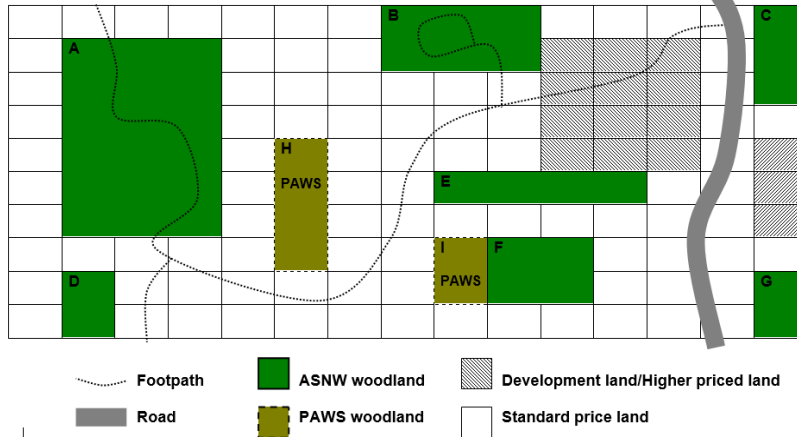 B
C
A
H
PAWS
E
I
F
PAWS
D
G
Footpath
ASNW woodland
Development land/Higher priced land
Road
PAWS woodland
Standard price land